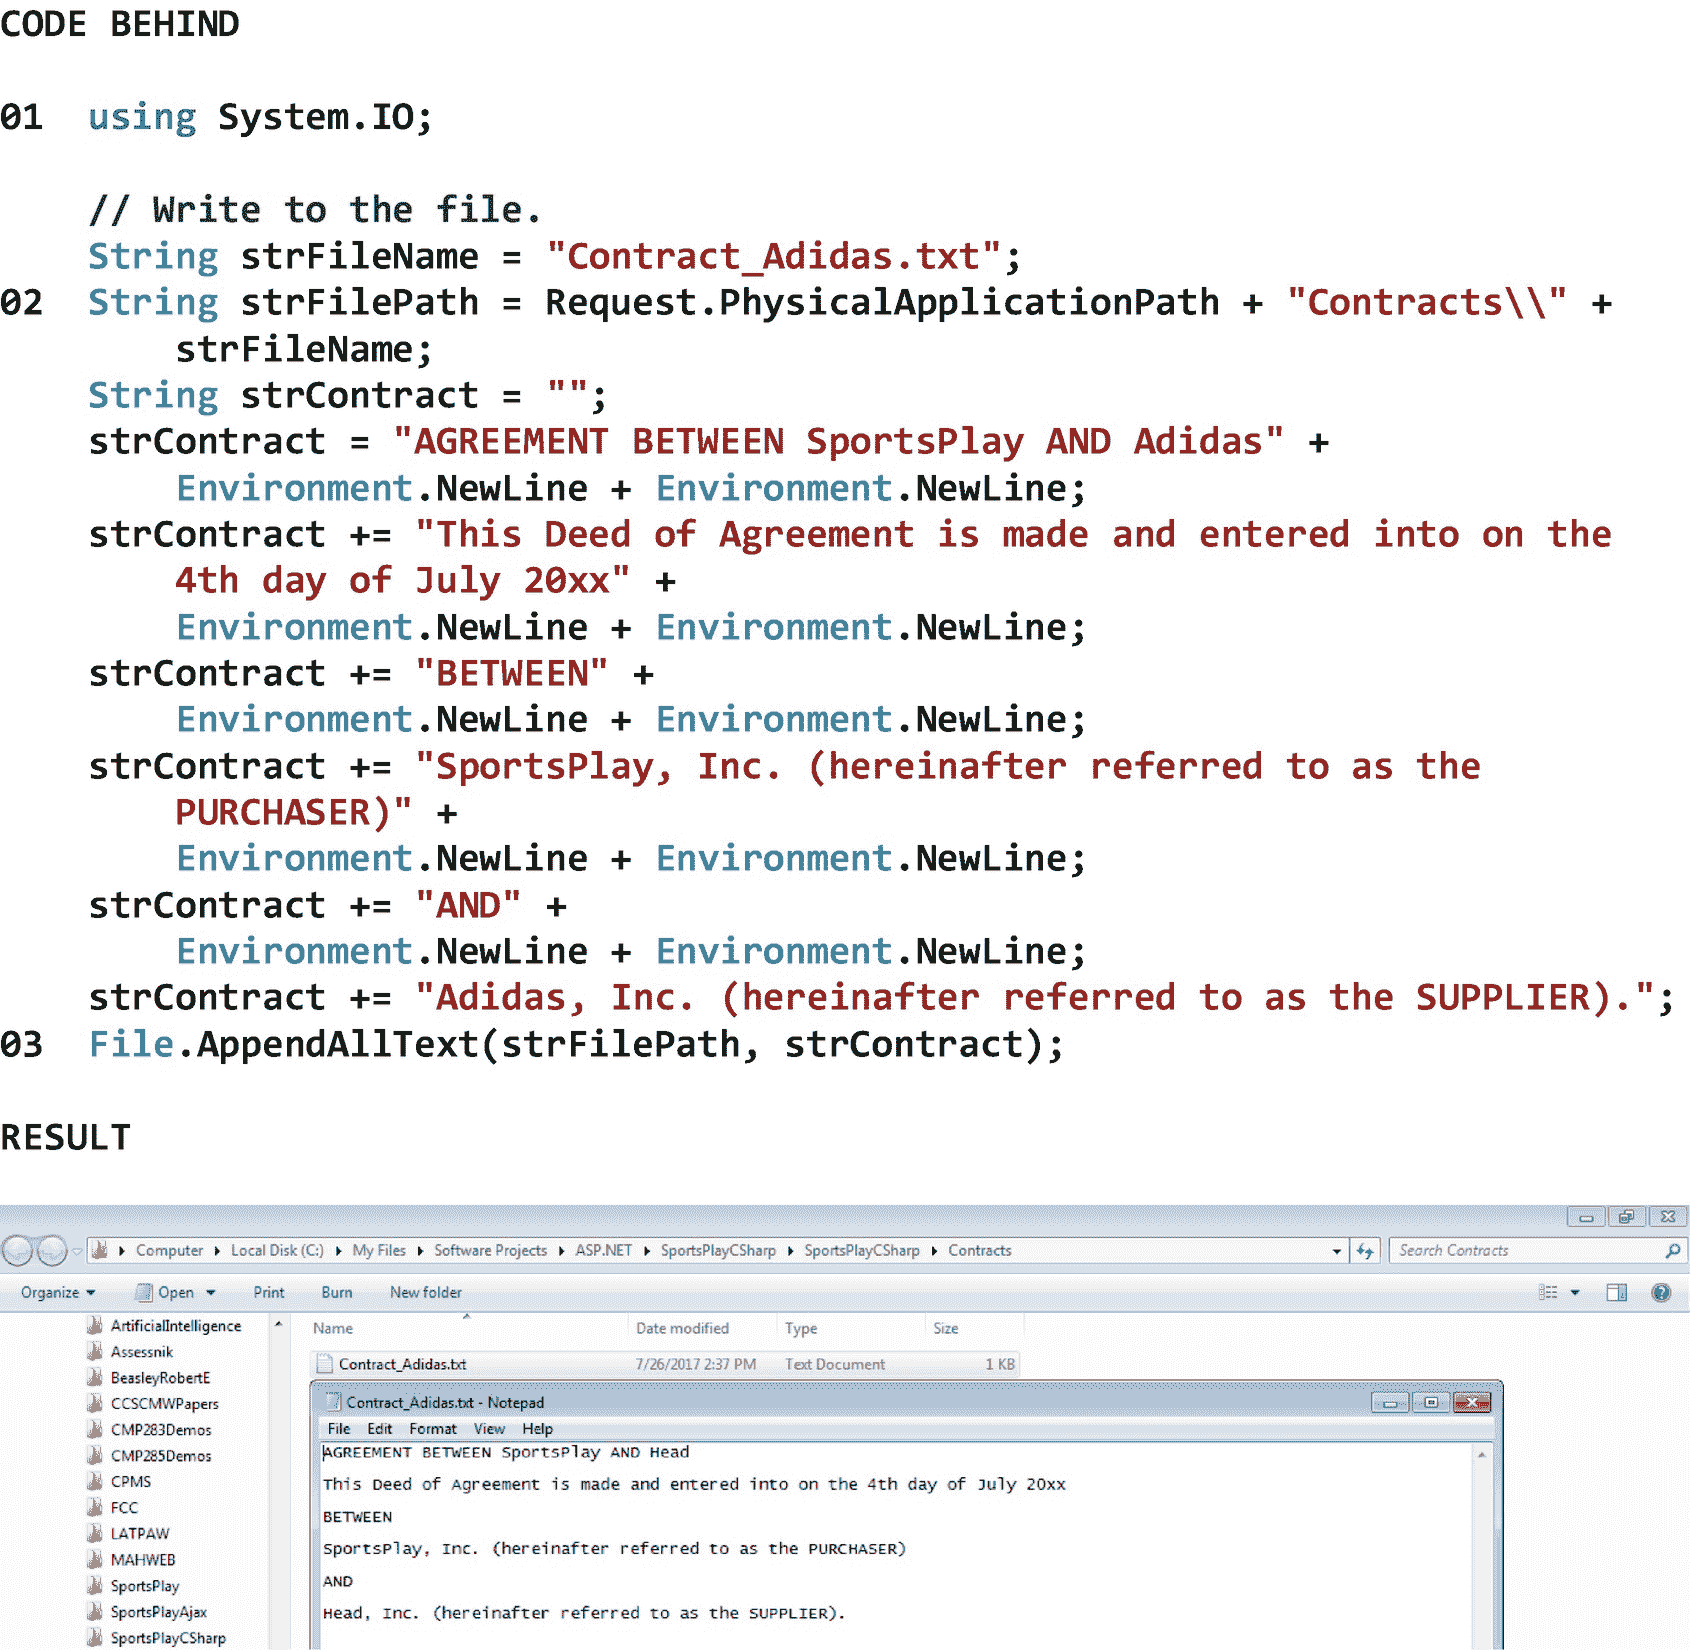 CODE BEHIND
01 using System.IO;
// Write to the file.
String strFileName = "Contract_Adidas.txt";
02 String strFilePath = Request.PhysicalApplicationPath + "Contracts\\" +
strFileName;
String strContract = "";
strContract = "AGREEMENT BETWEEN SportsPlay AND Adidas" +
Environment.NewLine + Environment.NewLine;
strContract += "This Deed of Agreement is made and entered into on the
4th day of July 20xx" +
Environment.NewLine + Environment.NewLine;
strContract += "BETWEEN" +
Environment.NewLine + Environment.NewLine;
strContract += "SportsPlay, Inc. (hereinafter referred to as the
PURCHASER)" +
Environment.NewLine + Environment.NewLine;
strContract += "AND" +
Environment.NewLine + Environment.NewLine;
strContract += "Adidas, Inc. (hereinafter referred to as the SUPPLIER).";
03 File.AppendAllText(strFilePath, strContract);
RESULT
Computer Local Disk (C:) My Files Software Projects ASP.NET SportsPlayCSharp SportsPlayCSharp Contracts Search Contracts
Organize Open Print Burn New folder
ArtificialIntelligence
Assessnik
BeasleyRobertE
CCSCMWPapers
CMP283Demos
CMP285Demos
CPMS
FCC
LATPAW
MAHWEB
SportsPlay
SportsPlayAjax
SportsPlayCSharp
Name Date modified Type Size
Contract_Adidas.txt 7/26/2017 2:37 PM Text Document 1 KB
Contract_Adidas.txt - Notepad
File Edit Format View Help
AGREEMENT BETWEEN SportsPlay AND Head
This Deed of Agreement is made and entered into on the 4th day of July 20xx
BETWEEN
SportsPlay, Inc. (hereinafter referred to as the PURCHASER)
AND
Head, Inc. (hereinafter referred to as the SUPPLIER).